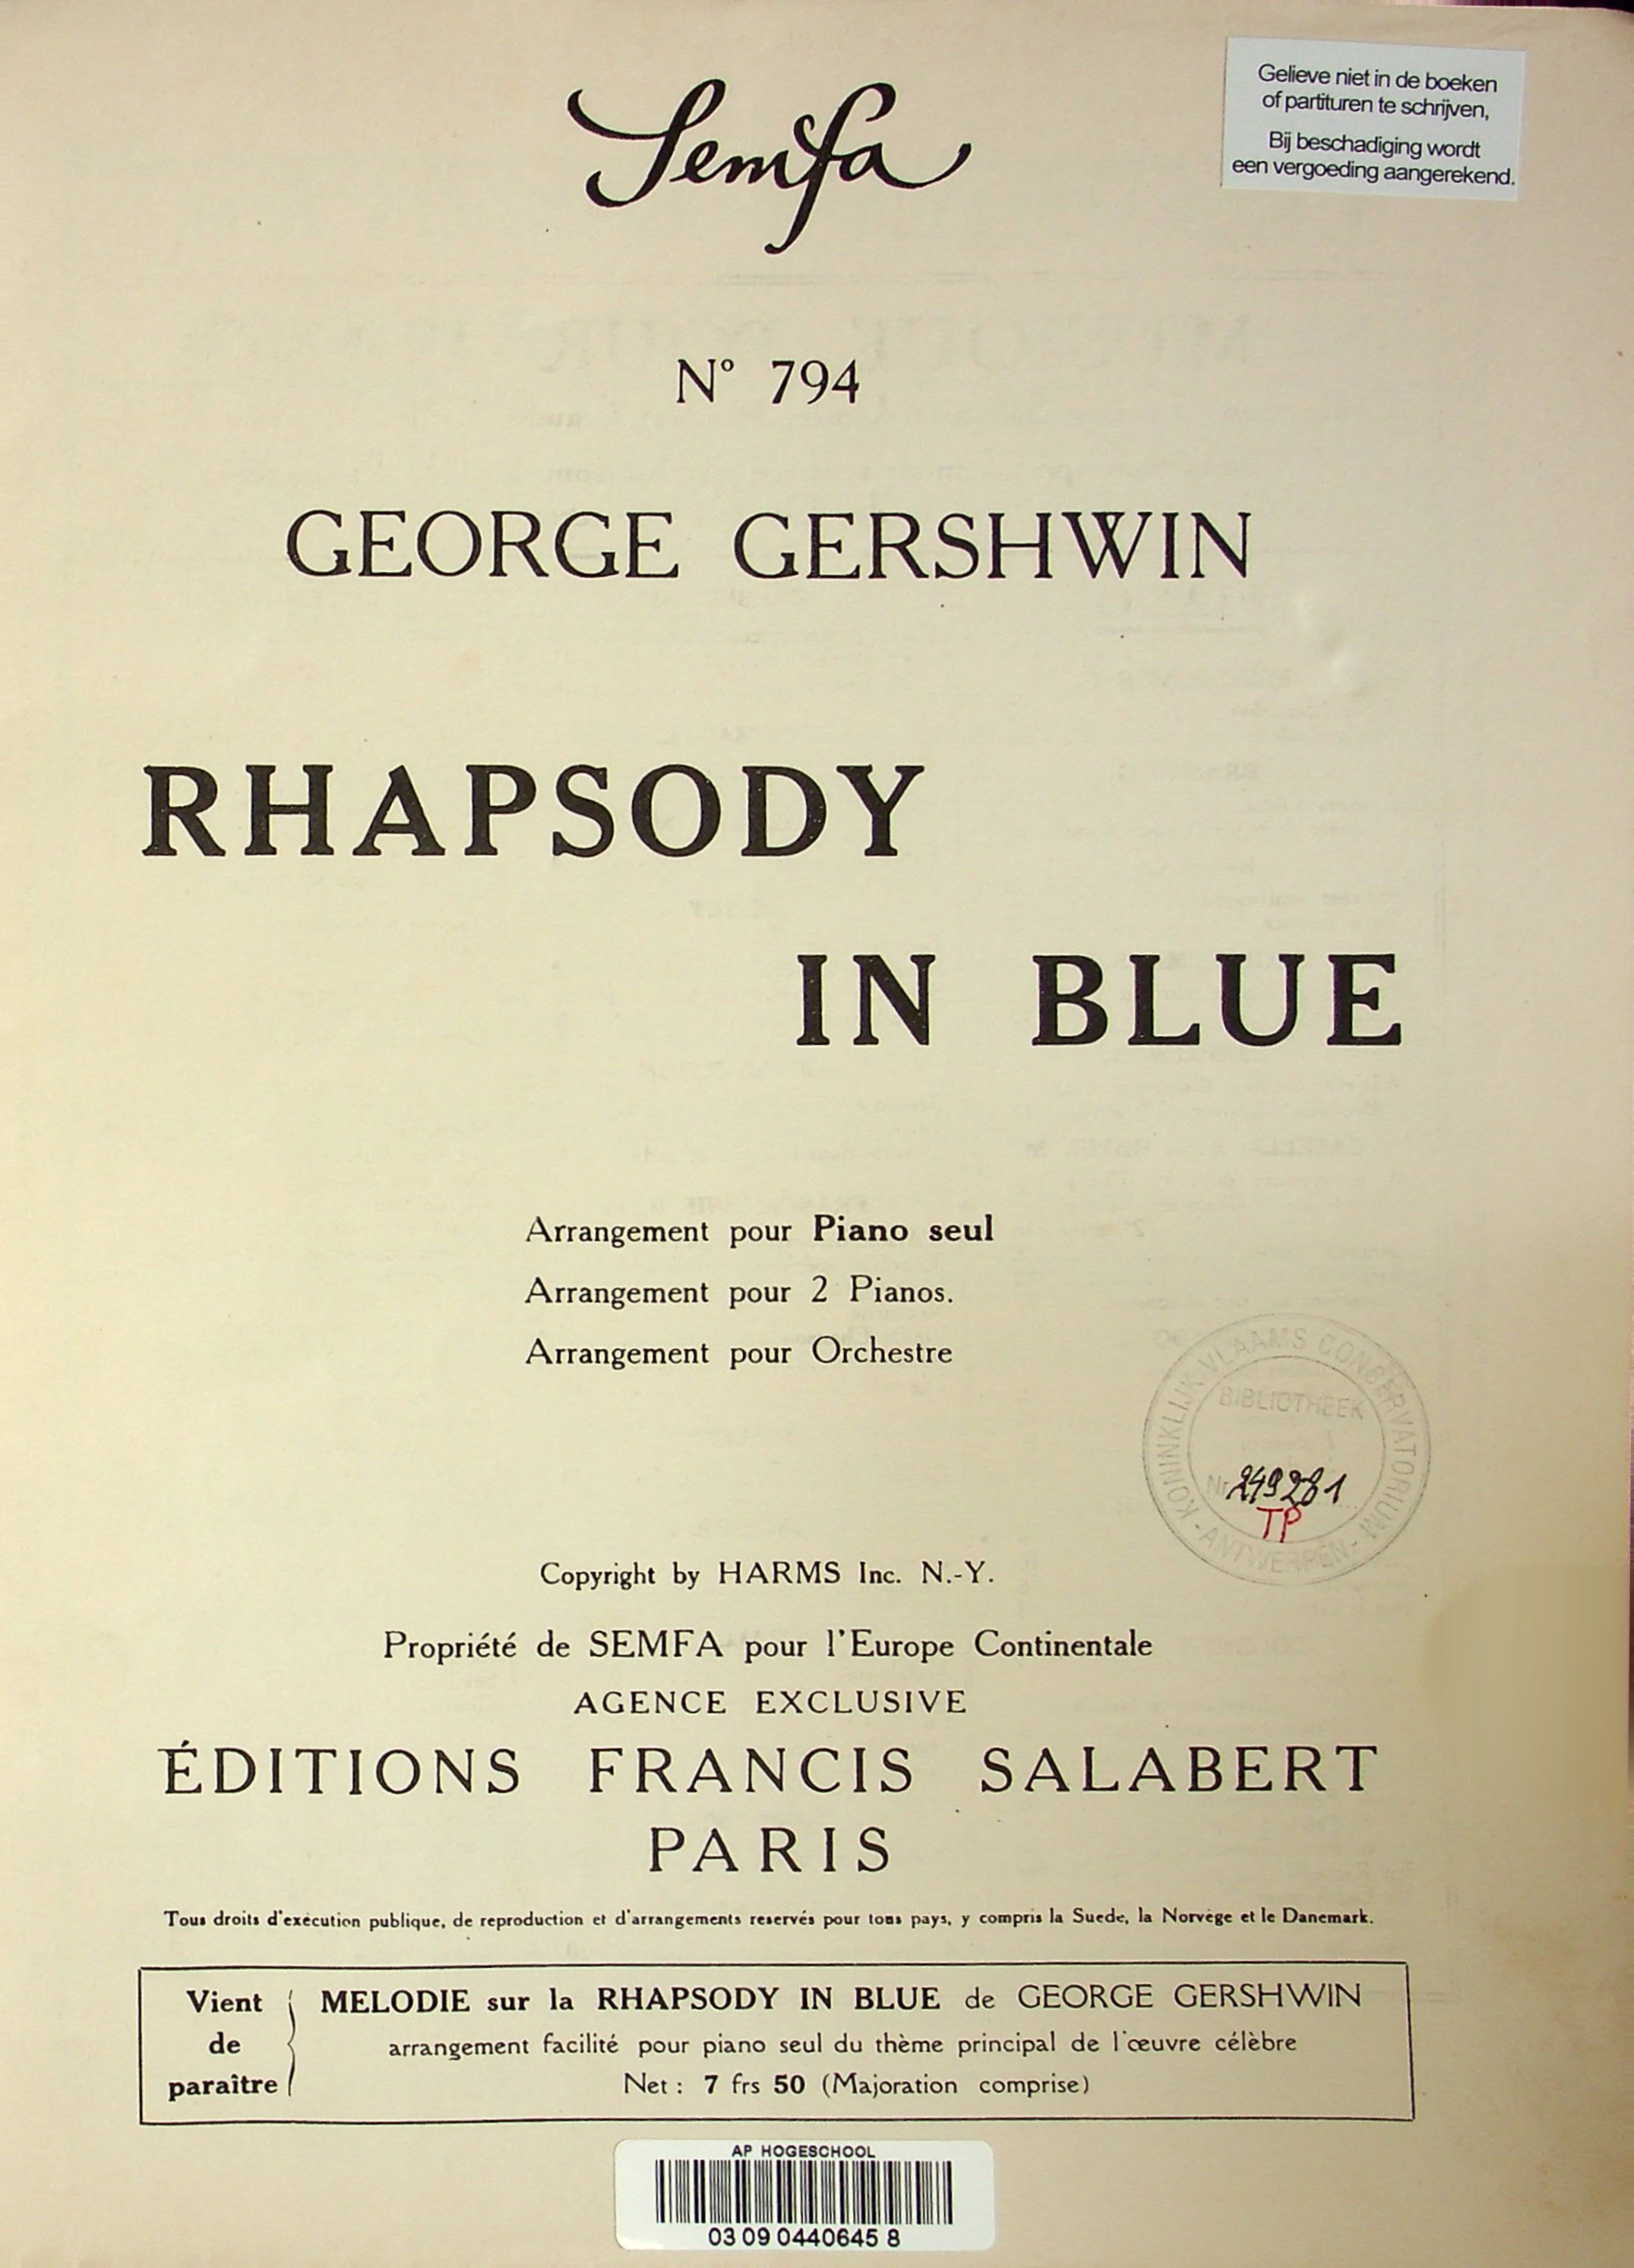 Semfa
Gelieve niet in de boeken
of partituren te schrijven,
Bij beschadiging wordt
een vergoeding aangerekend.
N° 794
GEORGE GERSHWIN
RHAPSODY
IN BLUE
Arrangement pour Piano seul
Arrangement pour 2 Pianos.
Arrangement pour Orchestre
KONINKLIJK VLAAMS CONSERVATORIUM - ANTWERPEN -
BIBLIOTHEEK
Nr 249281
TP
Copyright by HARMS Inc. N.-Y.
Propriété de SEMFA pour l'Europe Continentale
AGENCE EXCLUSIVE
ÉDITIONS FRANCIS SALABERT
PARIS
Tous droits d'exécution publique, de reproduction et d'arrangements reservés pour tous pays, y compris la Suede, la Norvège et le Danemark.
Vient
de
paraître
MELODIE sur la RHAPSODY IN BLUE de GEORGE GERSHWIN
arrangement facilité pour piano seul du thème principal de l'œuvre célèbre
Net : 7 frs 50 (Majoration comprise)
AP HOGESCHOOL
03 09 0440645 8